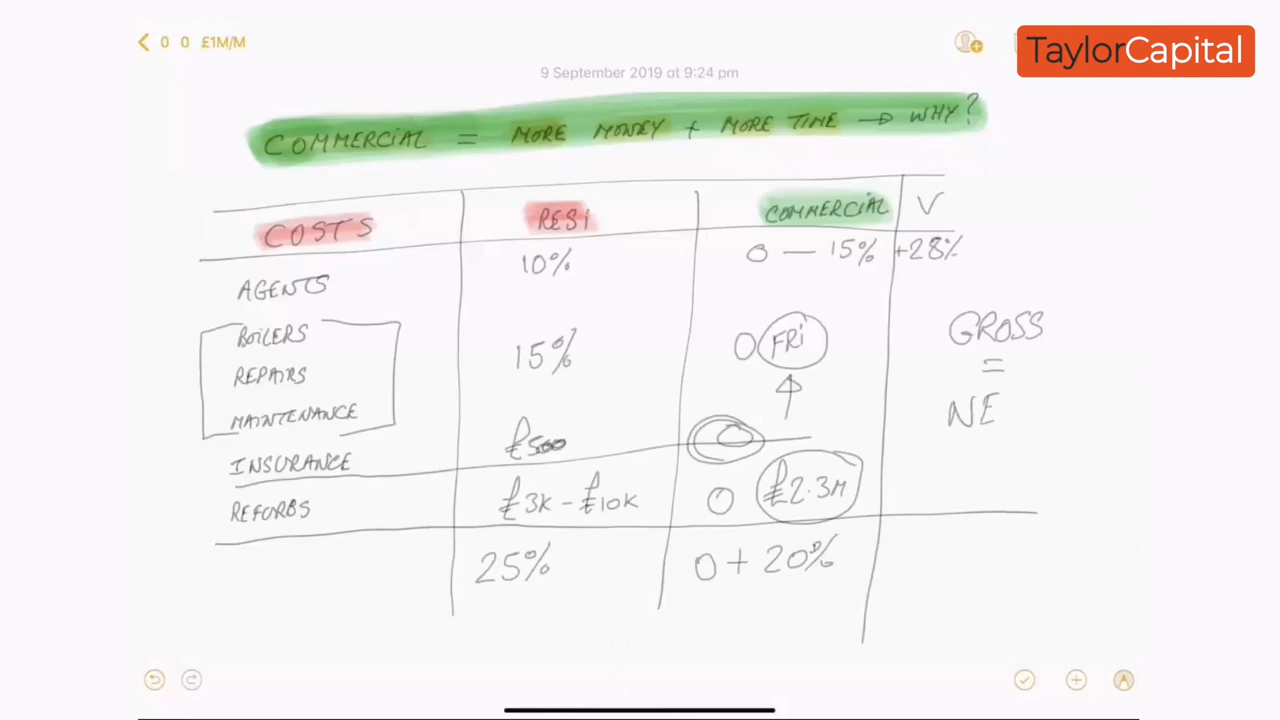 0 0 £1M/M
TaylorCapital
9 September 2019 at 9:24 pm
COMMERCIAL = MORE MONEY + MORE TIME → WHY?
COSTS RESI COMMERCIAL V
AGENTS 10% 0 — 15% +28%
BOILERS
REPAIRS 15% 0 FRI
MAINTENANCE
INSURANCE £500 0
REFURBS £3K - £10K 0 £2.3M
25% 0 + 20%
GROSS
=
NE